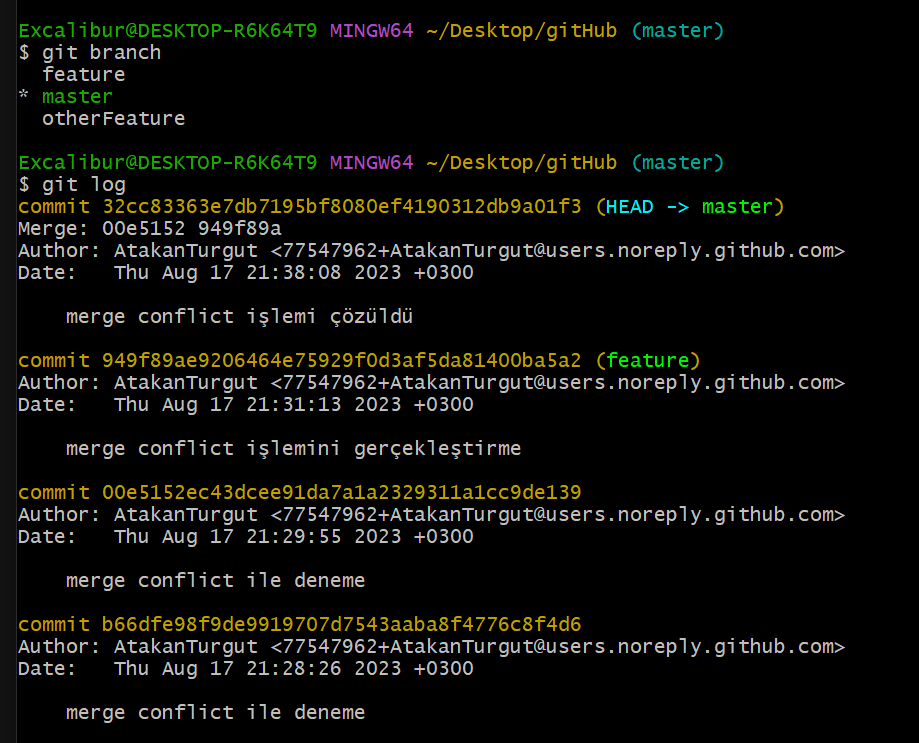 Excalibur@DESKTOP-R6K64T9 MINGW64 ~/Desktop/gitHub (master)
$ git branch
  feature
* master
  otherFeature

Excalibur@DESKTOP-R6K64T9 MINGW64 ~/Desktop/gitHub (master)
$ git log
commit 32cc83363e7db7195bf8080ef4190312db9a01f3 (HEAD -> master)
Merge: 00e5152 949f89a
Author: AtakanTurgut <77547962+AtakanTurgut@users.noreply.github.com>
Date:   Thu Aug 17 21:38:08 2023 +0300

    merge conflict işlemi çözüldü

commit 949f89ae9206464e75929f0d3af5da81400ba5a2 (feature)
Author: AtakanTurgut <77547962+AtakanTurgut@users.noreply.github.com>
Date:   Thu Aug 17 21:31:13 2023 +0300

    merge conflict işlemini gerçekleştirme

commit 00e5152ec43dcee91da7a1a2329311a1cc9de139
Author: AtakanTurgut <77547962+AtakanTurgut@users.noreply.github.com>
Date:   Thu Aug 17 21:29:55 2023 +0300

    merge conflict ile deneme

commit b66dfe98f9de9919707d7543aaba8f4776c8f4d6
Author: AtakanTurgut <77547962+AtakanTurgut@users.noreply.github.com>
Date:   Thu Aug 17 21:28:26 2023 +0300

    merge conflict ile deneme